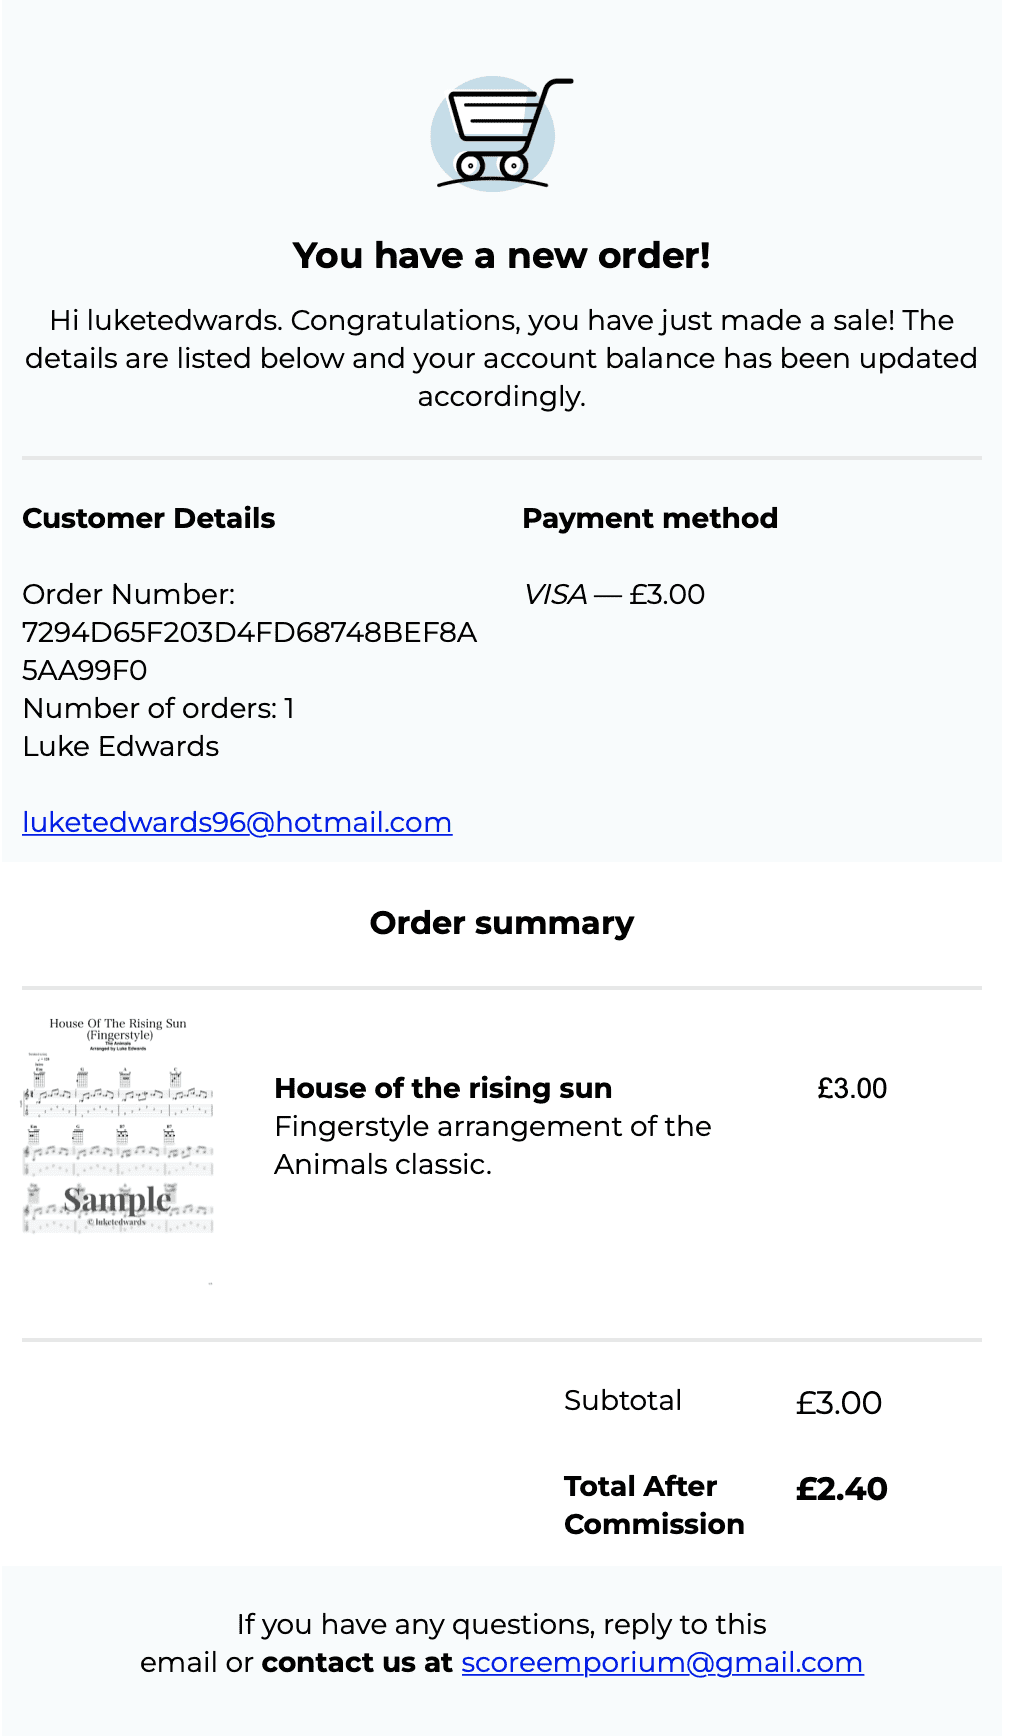 You have a new order!
Hi luketedwards. Congratulations, you have just made a sale! The
details are listed below and your account balance has been updated
accordingly.
Customer Details
Order Number:
7294D65F203D4FD68748BEF8A
5AA99F0
Number of orders: 1
Luke Edwards
luketedwards96@hotmail.com
Payment method
VISA — £3.00
Order summary
House Of The Rising Sun
(Fingerstyle)
The Animals
Arranged by Luke Edwards
Sample
© luketedwards
House of the rising sun
Fingerstyle arrangement of the
Animals classic.
£3.00
Subtotal £3.00
Total After
Commission
£2.40
If you have any questions, reply to this
email or contact us at scoreemporium@gmail.com